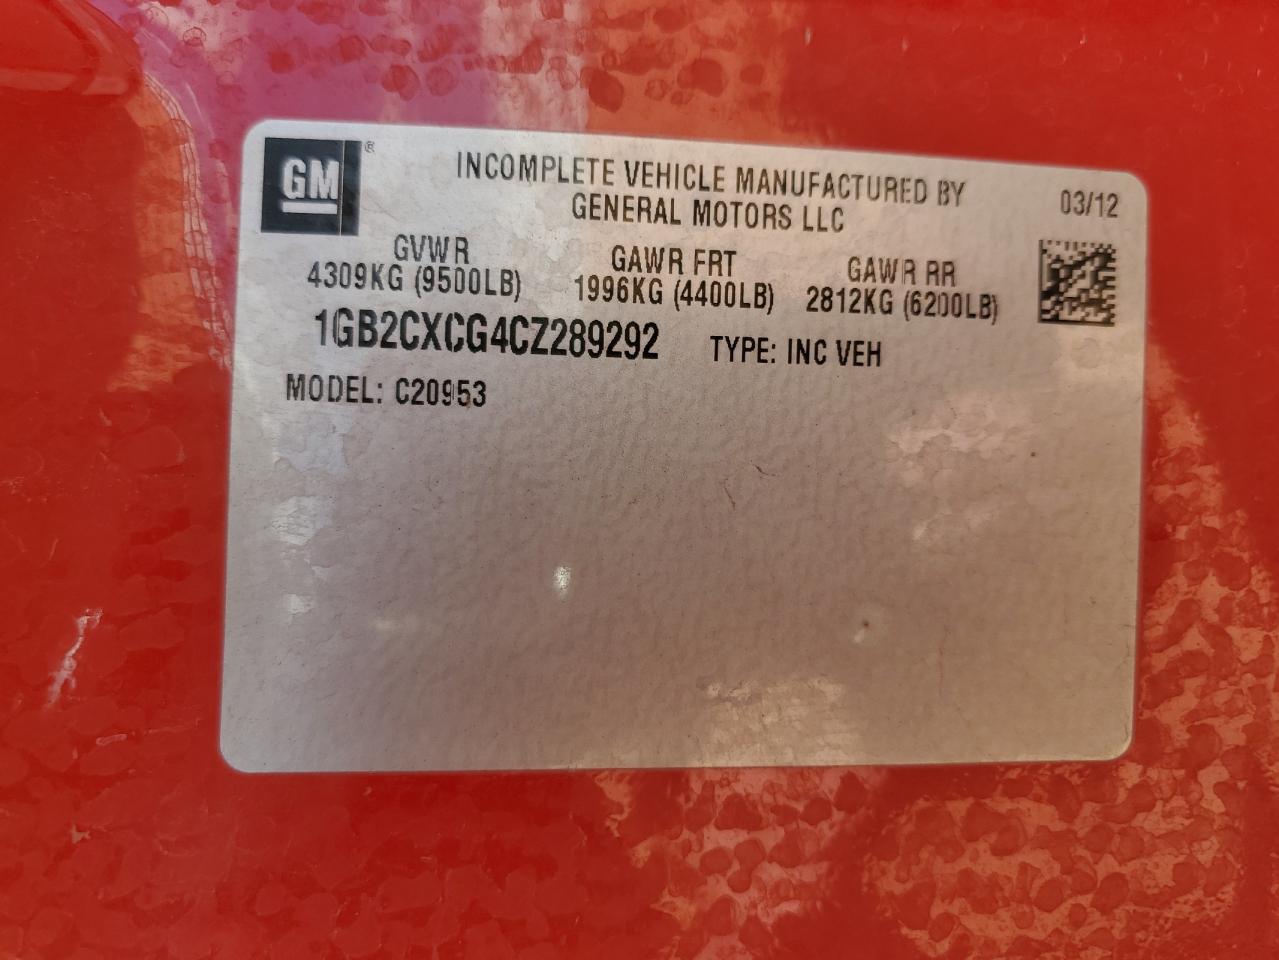 GM ®
INCOMPLETE VEHICLE MANUFACTURED BY
GENERAL MOTORS LLC
03/12
GVWR GAWR FRT GAWR RR
4309KG (9500LB) 1996KG (4400LB) 2812KG (6200LB)
1GB2CXCG4CZ289292 TYPE: INC VEH
MODEL: C20953